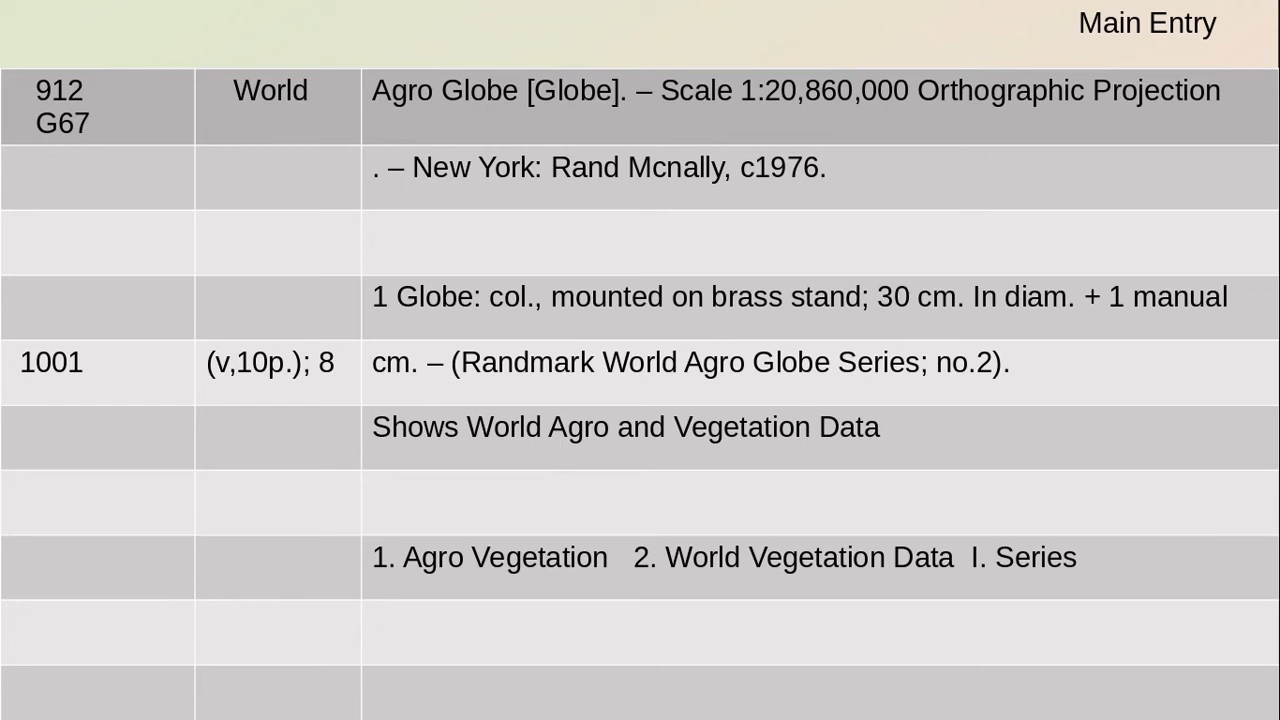 Main Entry
912 World Agro Globe [Globe]. – Scale 1:20,860,000 Orthographic Projection
G67
. – New York: Rand Mcnally, c1976.
1 Globe: col., mounted on brass stand; 30 cm. In diam. + 1 manual
1001 (v,10p.); 8 cm. – (Randmark World Agro Globe Series; no.2).
Shows World Agro and Vegetation Data
1. Agro Vegetation 2. World Vegetation Data I. Series